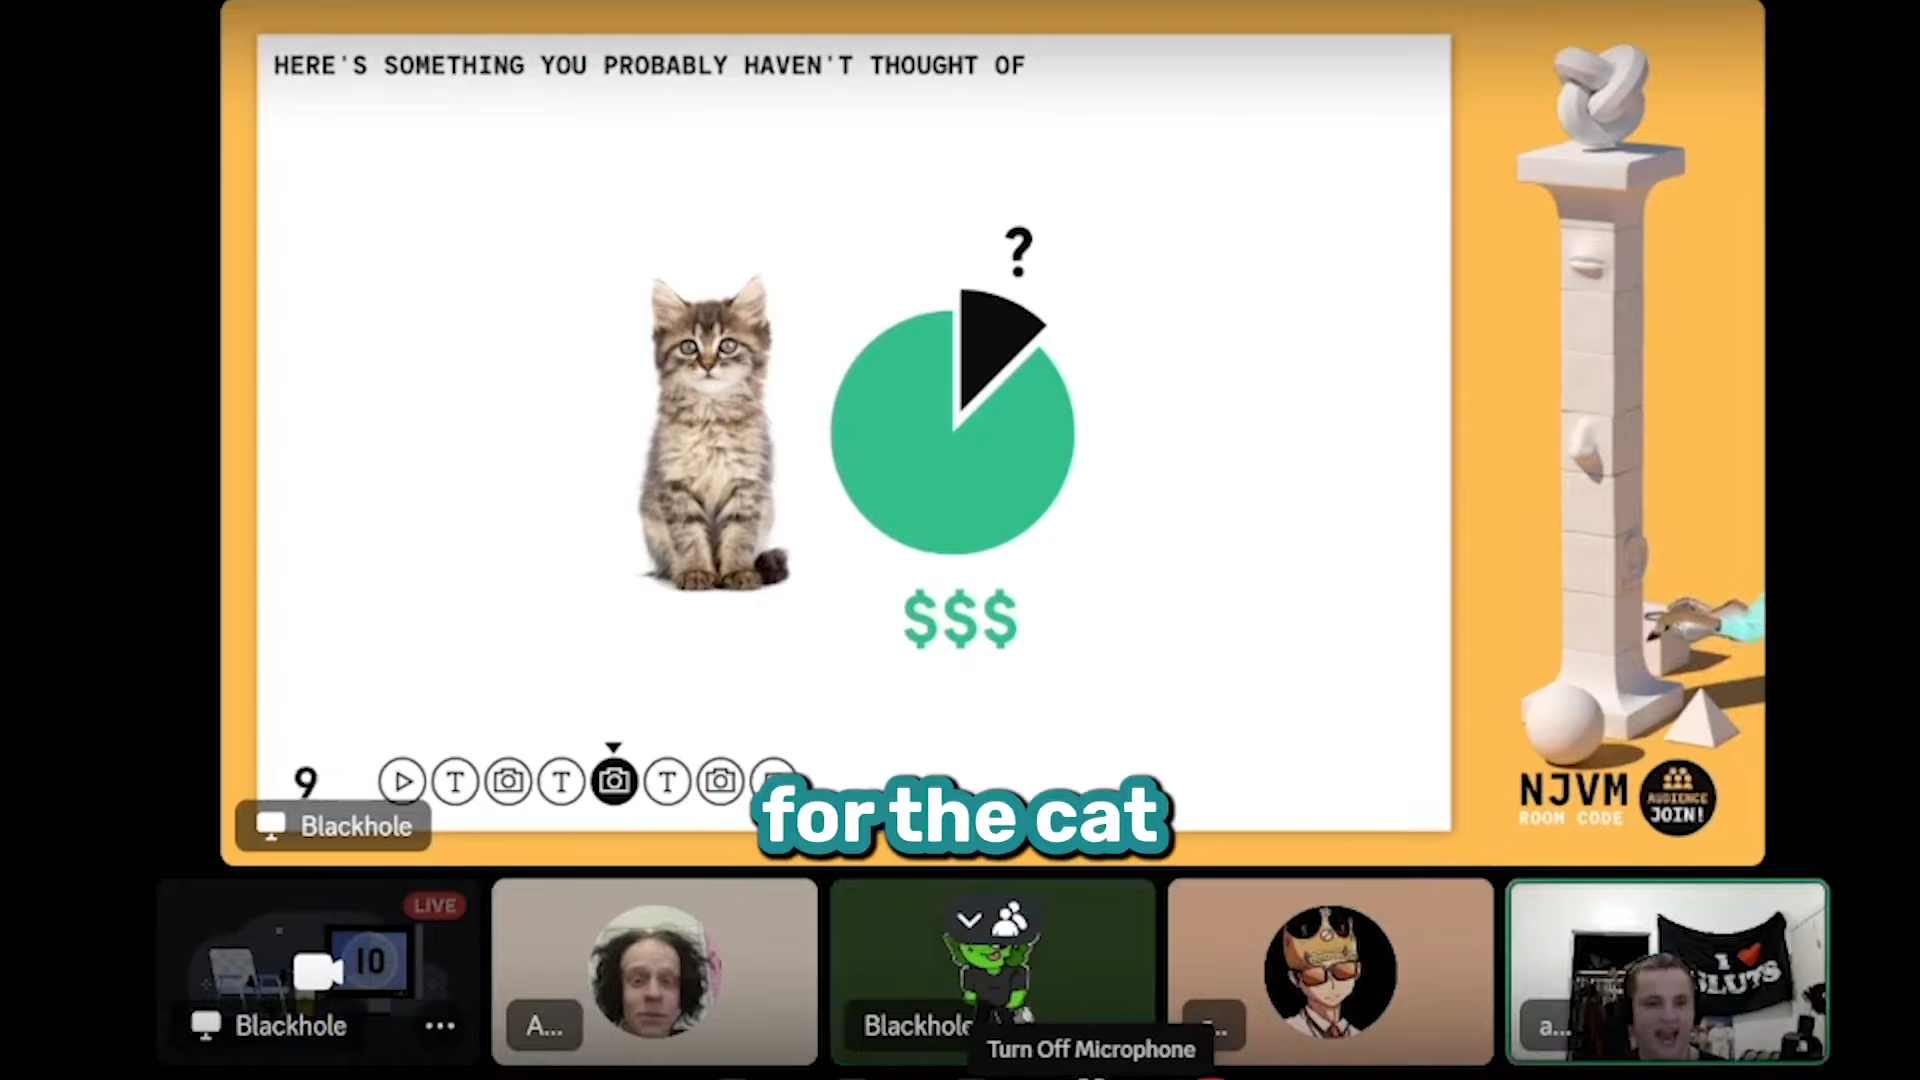 HERE'S SOMETHING YOU PROBABLY HAVEN'T THOUGHT OF
?
$$$
9
T
T
T
for the cat
Blackhole
NJVM
ROOM CODE
AUDIENCE
JOIN!
LIVE
10
Blackhole
A...
Blackhole
Turn Off Microphone
a...
I ❤
SLUTS